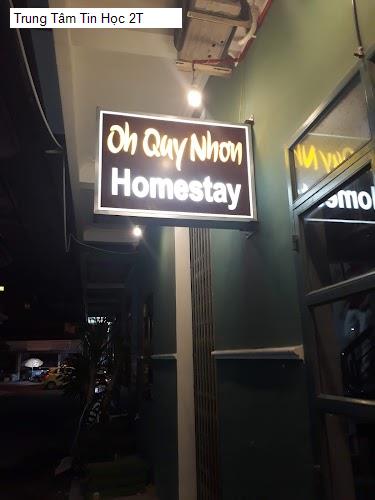 Trung Tâm Tin Học 2T
Oh Quy Nhon
Homestay